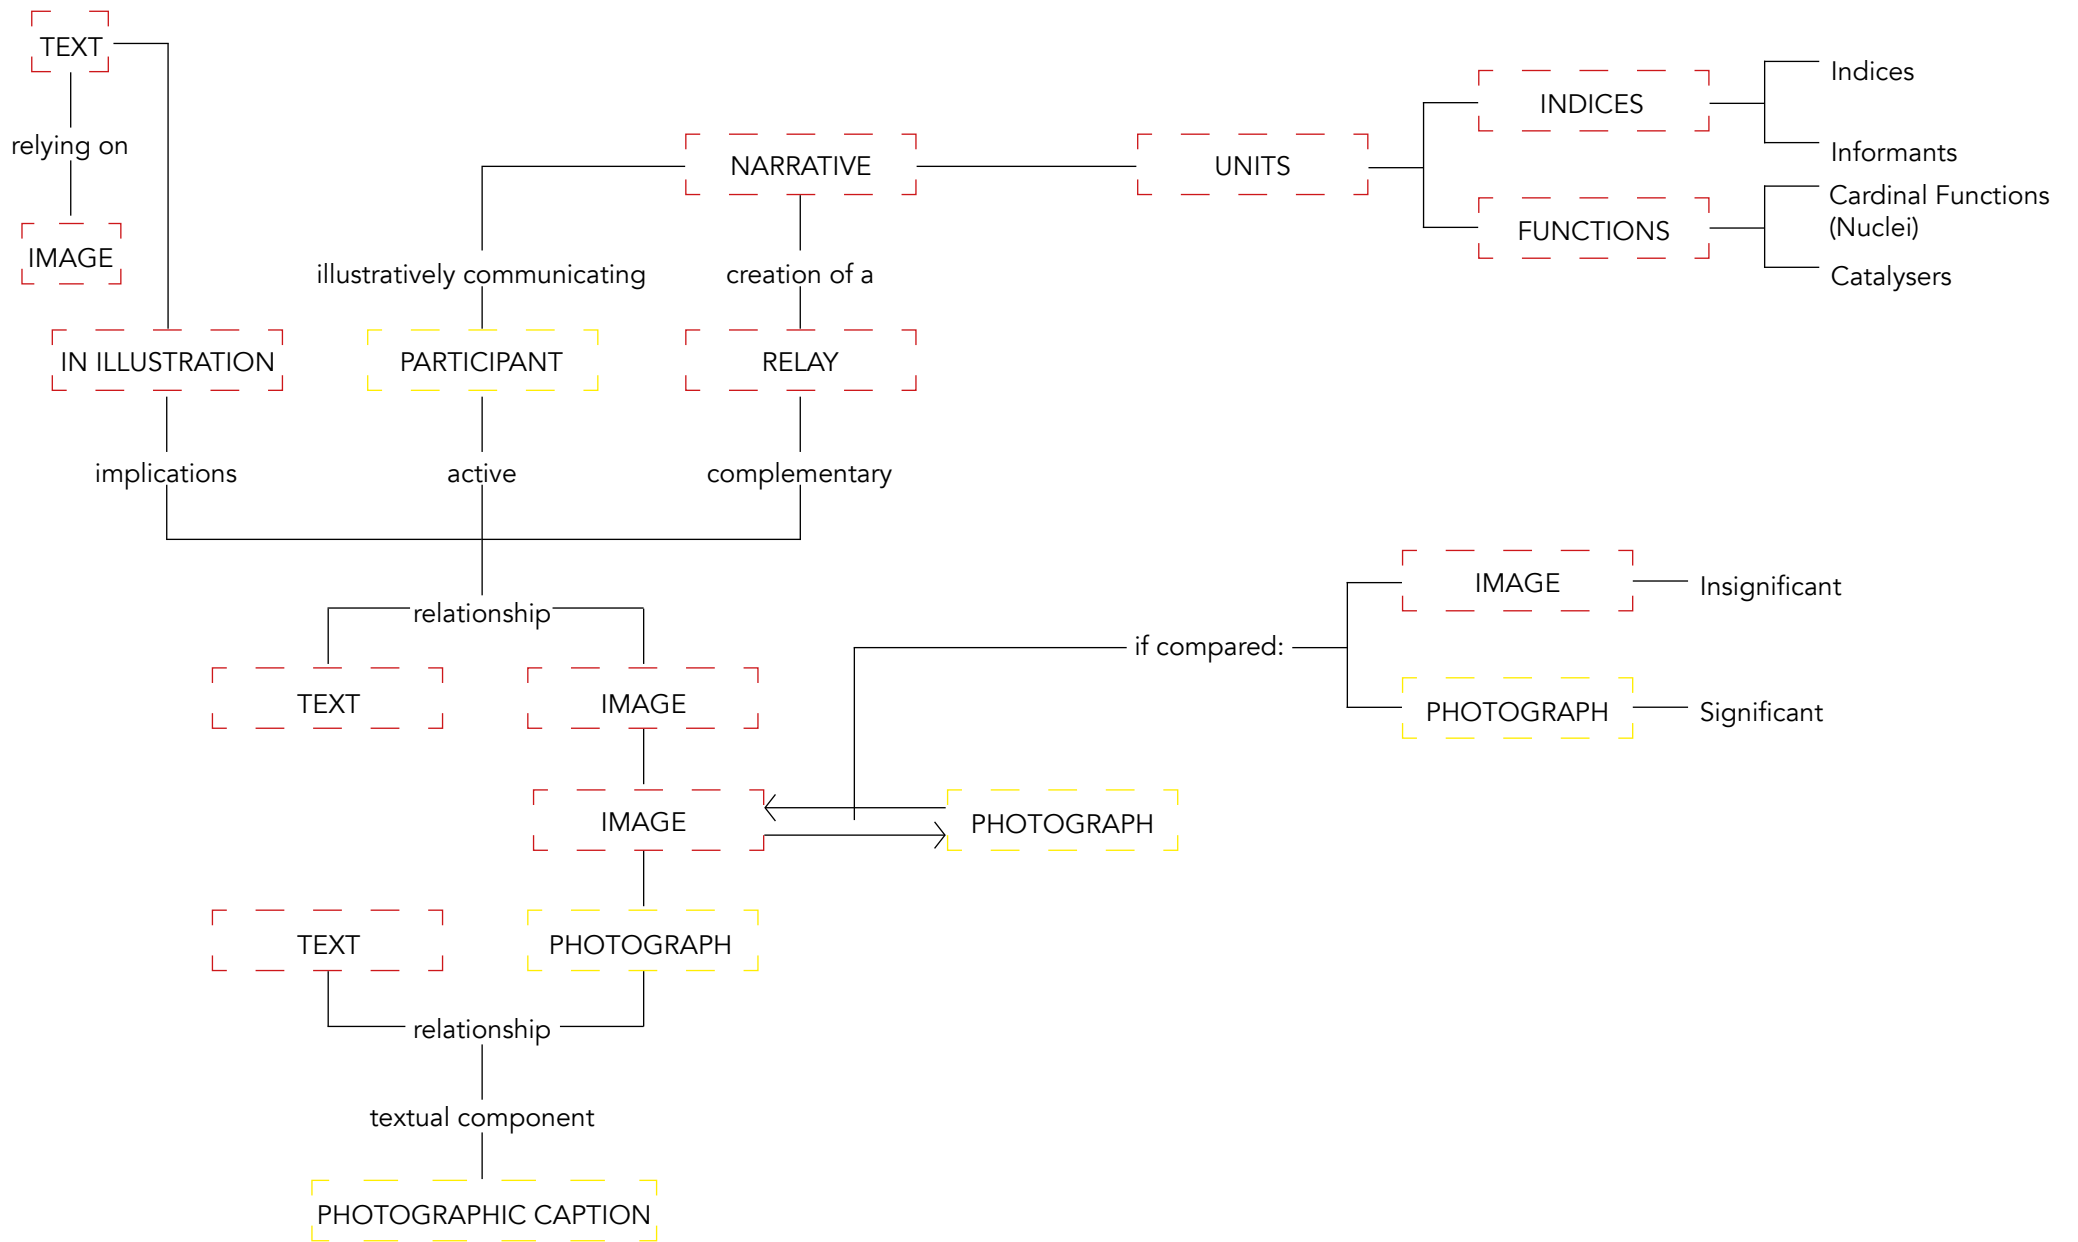 TEXT
relying on
IMAGE
IN ILLUSTRATION
implications
NARRATIVE
illustratively communicating
PARTICIPANT
active
creation of a
RELAY
complementary
UNITS
INDICES
Indices
Informants
FUNCTIONS
Cardinal Functions
(Nuclei)
Catalysers
relationship
TEXT
IMAGE
IMAGE
PHOTOGRAPH
if compared:
IMAGE
Insignificant
PHOTOGRAPH
Significant
TEXT
PHOTOGRAPH
relationship
textual component
PHOTOGRAPHIC CAPTION